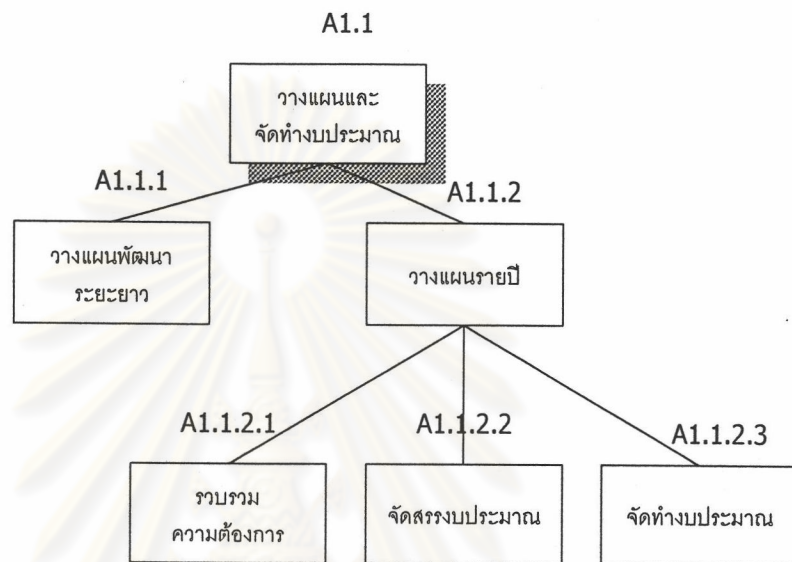 A1.1
วางแผนและ
จัดทำงบประมาณ
A1.1.1
A1.1.2
วางแผนพัฒนา
ระยะยาว
วางแผนรายปี
A1.1.2.1
A1.1.2.2
A1.1.2.3
รวบรวม
ความต้องการ
จัดสรรงบประมาณ
จัดทำงบประมาณ